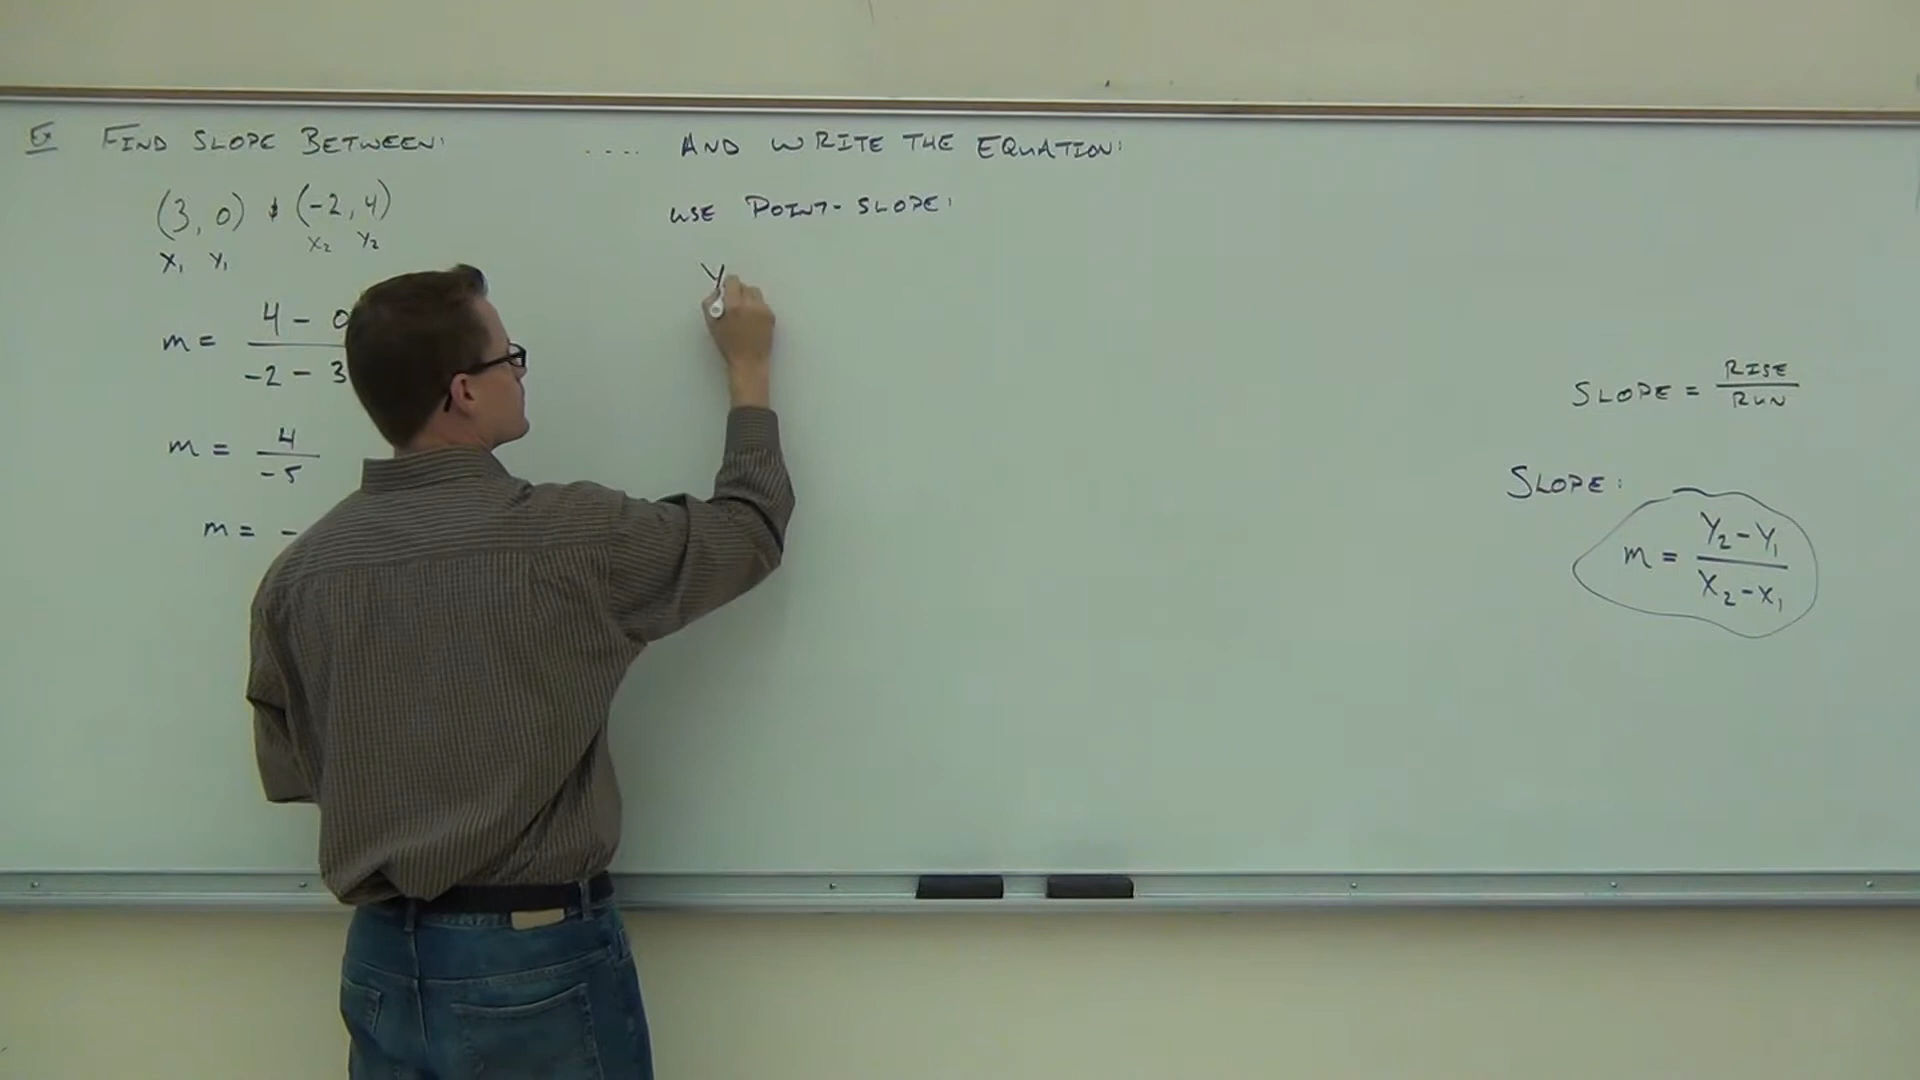 Ex FIND SLOPE BETWEEN:
(3, 0) & (-2, 4)
X₁ Y₁ X₂ Y₂
m = 4 - 0 / -2 - 3
m = 4 / -5
m = -
.... AND WRITE THE EQUATION:
USE POINT-SLOPE:
Y
SLOPE = RISE / RUN
SLOPE:
m = Y₂ - Y₁ / X₂ - X₁